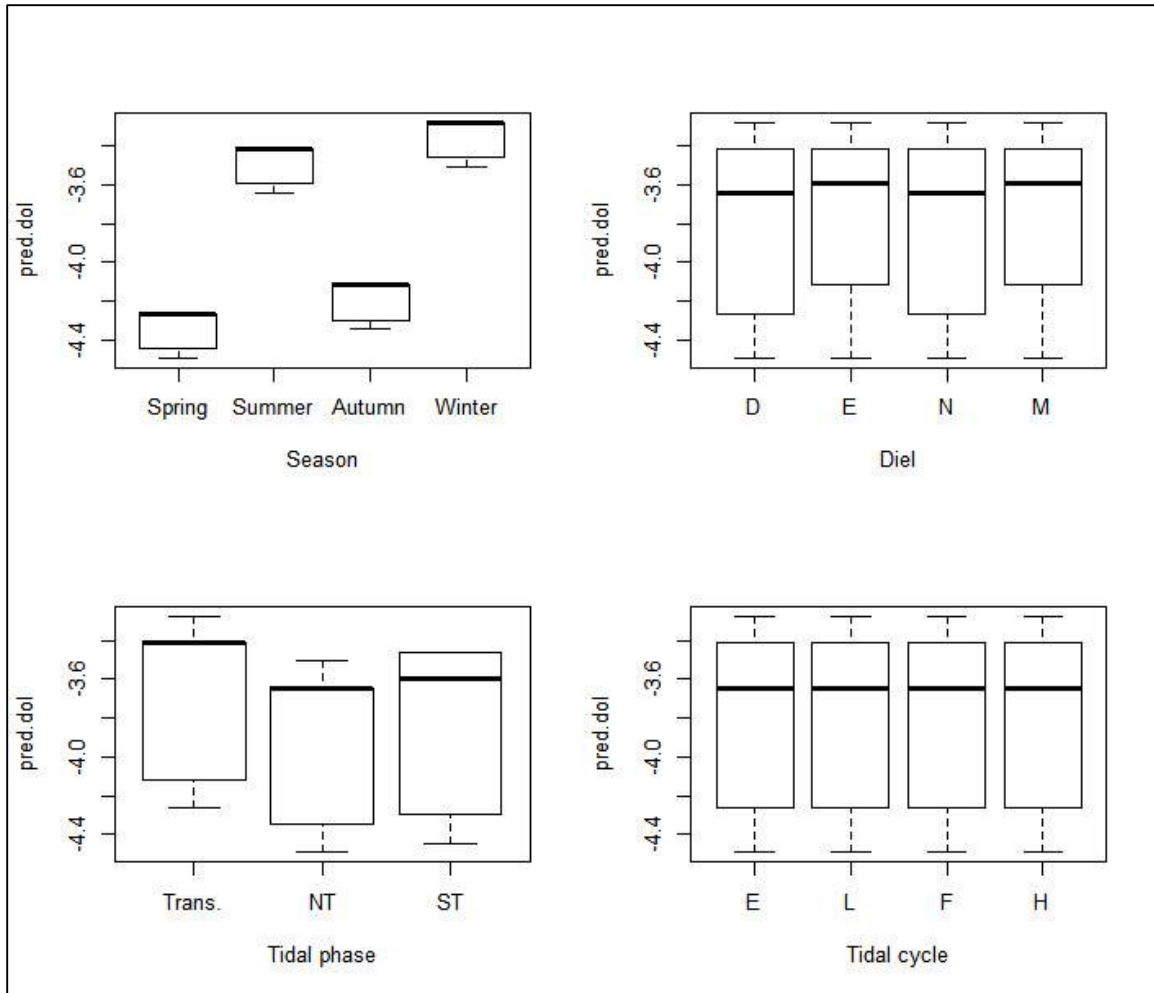 pred.dol
-3.6
-4.0
-4.4
Spring Summer Autumn Winter
Season
pred.dol
-3.6
-4.0
-4.4
D E N M
Diel
pred.dol
-3.6
-4.0
-4.4
Trans. NT ST
Tidal phase
pred.dol
-3.6
-4.0
-4.4
E L F H
Tidal cycle